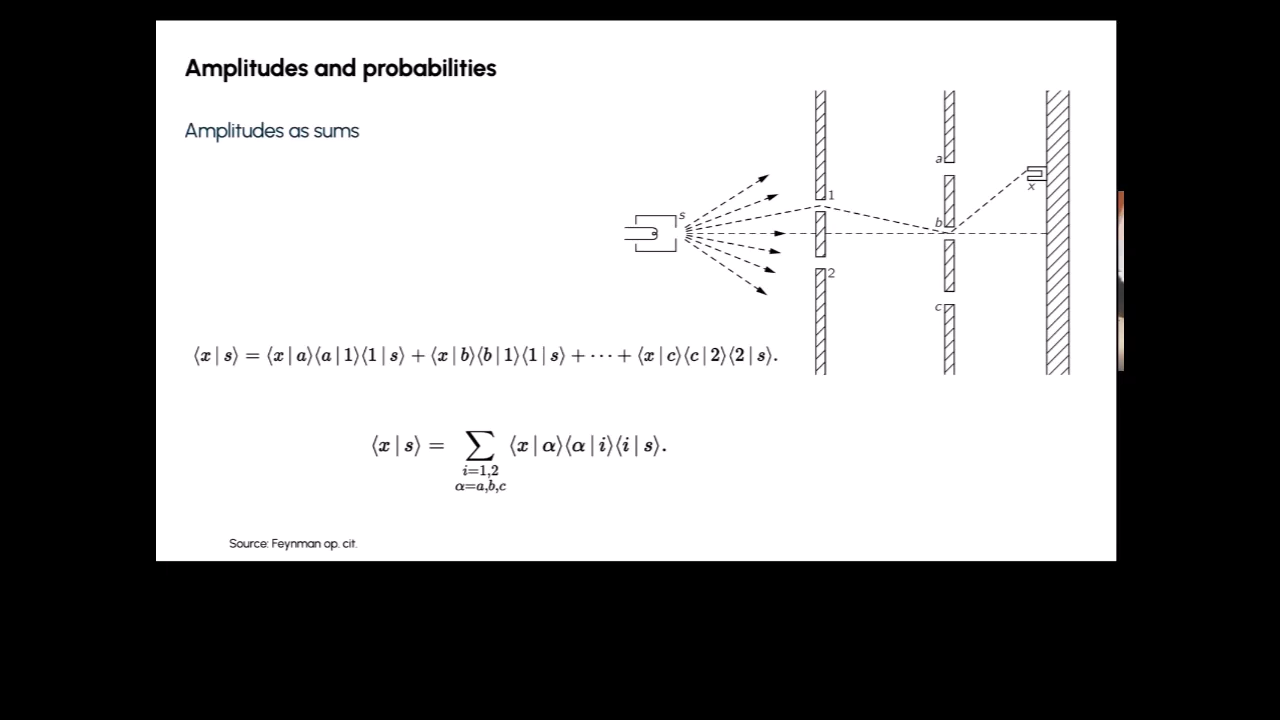 Amplitudes and probabilities
Amplitudes as sums
s
1
2
a
b
c
x
⟨x | s⟩ = ⟨x | a⟩⟨a | 1⟩⟨1 | s⟩ + ⟨x | b⟩⟨b | 1⟩⟨1 | s⟩ + ⋯ + ⟨x | c⟩⟨c | 2⟩⟨2 | s⟩.
⟨x | s⟩ = ∑ ⟨x | α⟩⟨α | i⟩⟨i | s⟩.
i=1,2
α=a,b,c
Source: Feynman op. cit.